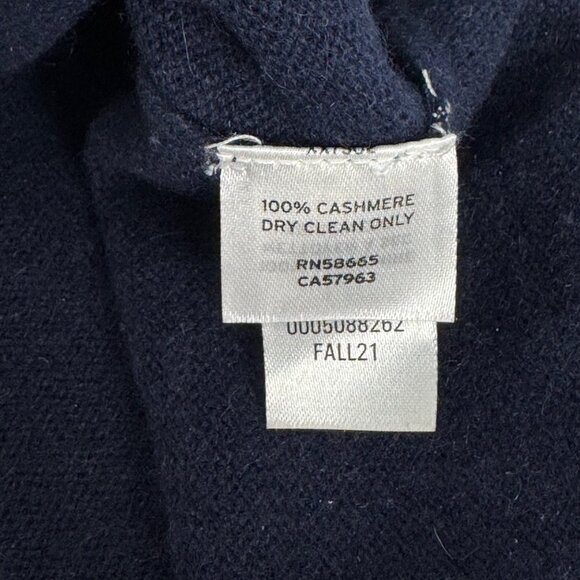 100% CASHMERE
DRY CLEAN ONLY
RN58665
CA57963
0005088262
FALL21